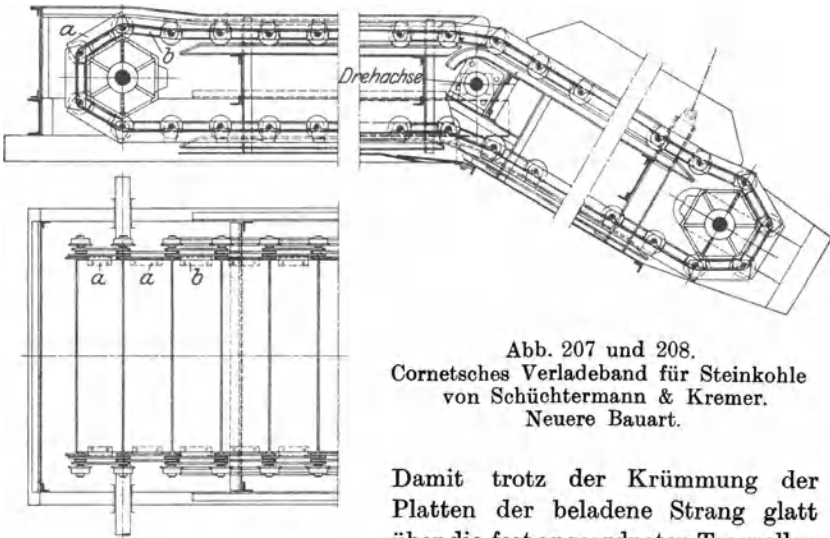 a
b
Drehachse
a a b
Abb. 207 und 208.
Cornetsches Verladeband für Steinkohle
von Schüchtermann & Kremer.
Neuere Bauart.
Damit trotz der Krümmung der
Platten der beladene Strang glatt